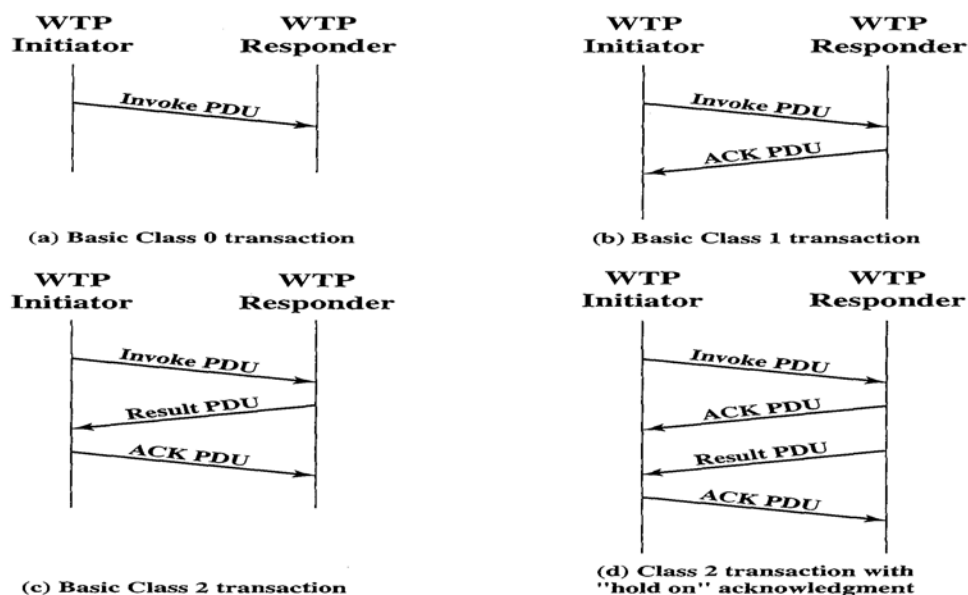 WTP
Initiator
WTP
Responder
Invoke PDU
(a) Basic Class 0 transaction
WTP
Initiator
WTP
Responder
Invoke PDU
ACK PDU
(b) Basic Class 1 transaction
WTP
Initiator
WTP
Responder
Invoke PDU
Result PDU
ACK PDU
(c) Basic Class 2 transaction
WTP
Initiator
WTP
Responder
Invoke PDU
ACK PDU
Result PDU
ACK PDU
(d) Class 2 transaction with
"hold on" acknowledgment